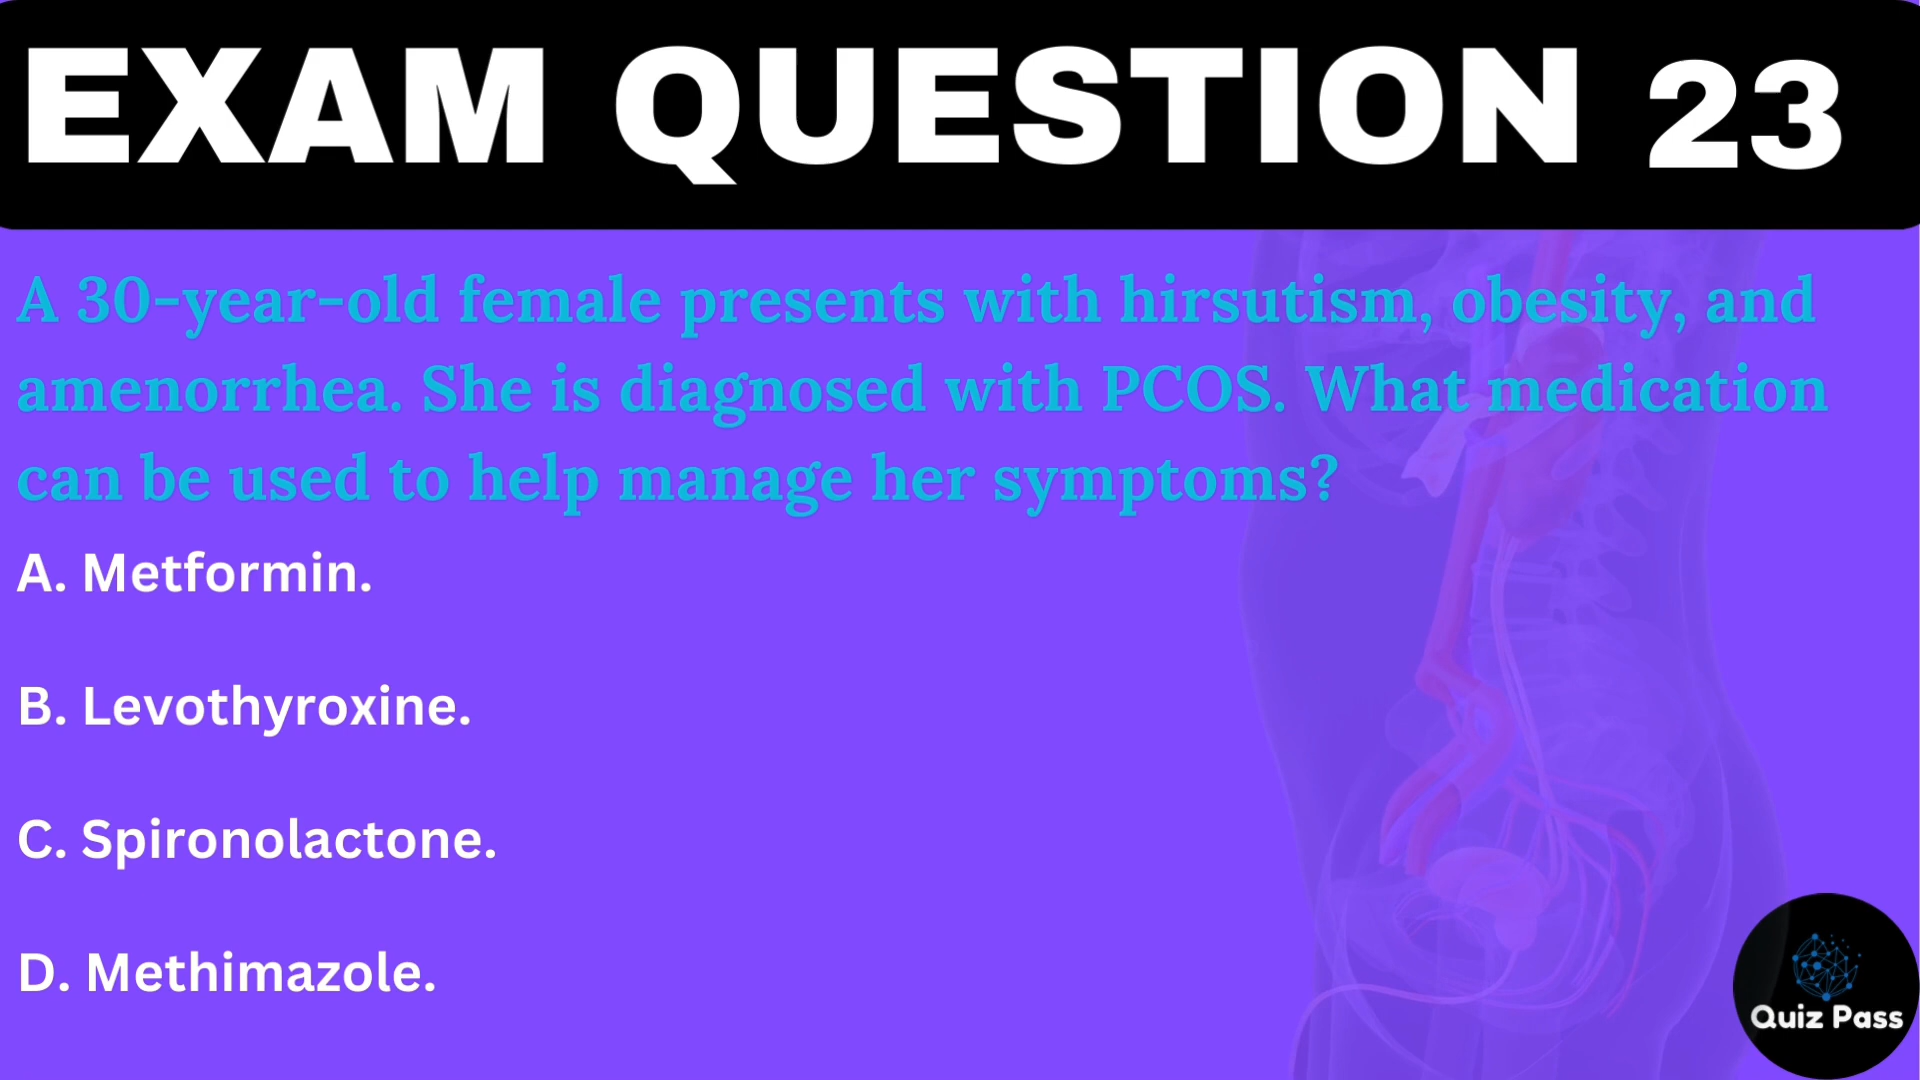 EXAM QUESTION 23
A 30-year-old female presents with hirsutism, obesity, and
amenorrhea. She is diagnosed with PCOS. What medication
can be used to help manage her symptoms?
A. Metformin.
B. Levothyroxine.
C. Spironolactone.
D. Methimazole.
Quiz Pass